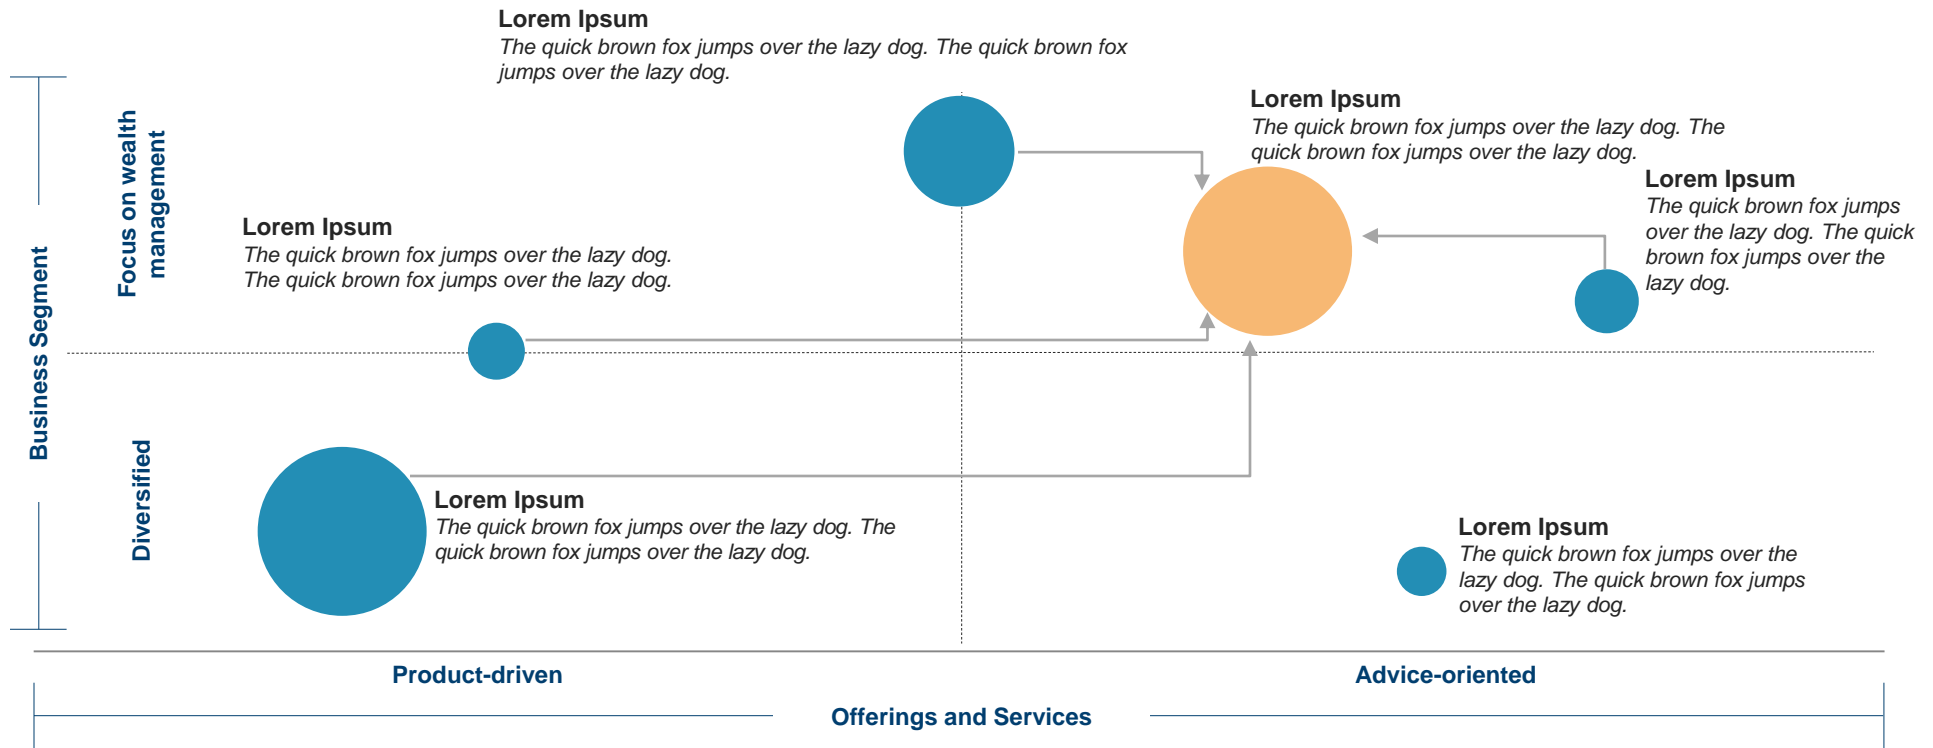 Lorem Ipsum
The quick brown fox jumps over the lazy dog. The quick brown fox
jumps over the lazy dog.
Lorem Ipsum
The quick brown fox jumps over the lazy dog. The
quick brown fox jumps over the lazy dog.
Lorem Ipsum
The quick brown fox jumps
over the lazy dog. The quick
brown fox jumps over the
lazy dog.
Lorem Ipsum
The quick brown fox jumps over the lazy dog.
The quick brown fox jumps over the lazy dog.
Business Segment
Focus on wealth
management
Diversified
Lorem Ipsum
The quick brown fox jumps over the lazy dog. The
quick brown fox jumps over the lazy dog.
Lorem Ipsum
The quick brown fox jumps over the
lazy dog. The quick brown fox jumps
over the lazy dog.
Product-driven
Advice-oriented
Offerings and Services